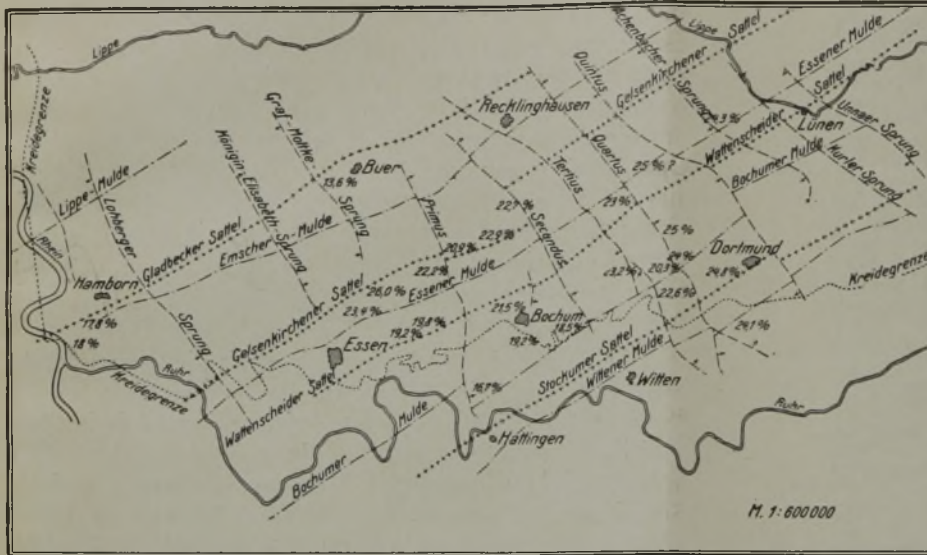 Lippe
Lippe
Kreidegrenze
Achenbacher Sprung
Gelsenkirchener Sattel
Essener Mulde
Wattenscheider Sattel
Quintus
Graf-Moltke Sprung
Recklinghausen
Lünen
Unnaer Sprung
Kurler Sprung
Königin Elisabeth Sprung
Buer
13,6 %
Quartus
Tertius
25 % ?
Bochumer Mulde
Lippe-Mulde
Lohberger Sprung
Gladbecker Sattel
Emscher Mulde
Primus
22,7 %
Secundus
25 %
Dortmund
24,8 %
Kreidegrenze
Rhein
Hamborn
17,8 %
18 %
20,9 %
22,9 %
22,2 %
Essener Mulde
26,0 %
Gelsenkirchener Sattel
23,4 %
19,8 %
19,2 %
21,5 %
Bochum
19,2 %
18,5 %
20,3 %
22,6 %
24,1 %
Essen
Ruhr
Kreidegrenze
Wattenscheider Sattel
16,7 %
Stockumer Sattel
Wittener Mulde
Witten
Ruhr
Bochumer Mulde
Hattingen
M. 1:600000